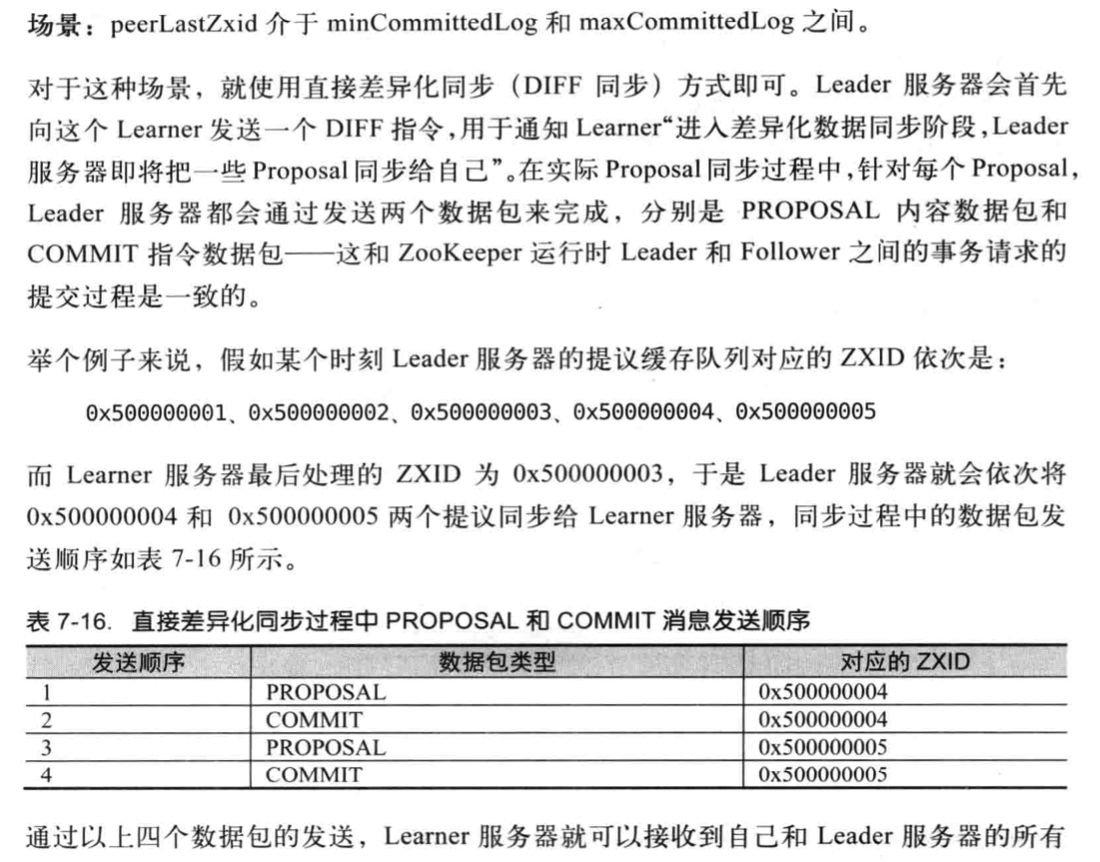 场景：peerLastZxid 介于 minCommittedLog 和 maxCommittedLog 之间。
对于这种场景，就使用直接差异化同步（DIFF 同步）方式即可。Leader 服务器会首先
向这个 Learner 发送一个 DIFF 指令，用于通知 Learner“进入差异化数据同步阶段，Leader
服务器即将把一些 Proposal 同步给自己”。在实际 Proposal 同步过程中，针对每个 Proposal，
Leader 服务器都会通过发送两个数据包来完成，分别是 PROPOSAL 内容数据包和
COMMIT 指令数据包——这和 ZooKeeper 运行时 Leader 和 Follower 之间的事务请求的
提交过程是一致的。
举个例子来说，假如某个时刻 Leader 服务器的提议缓存队列对应的 ZXID 依次是：
0x500000001、0x500000002、0x500000003、0x500000004、0x500000005
而 Learner 服务器最后处理的 ZXID 为 0x500000003，于是 Leader 服务器就会依次将
0x500000004 和 0x500000005 两个提议同步给 Learner 服务器，同步过程中的数据包发
送顺序如表 7-16 所示。
表 7-16. 直接差异化同步过程中 PROPOSAL 和 COMMIT 消息发送顺序
发送顺序 数据包类型 对应的 ZXID
1 PROPOSAL 0x500000004
2 COMMIT 0x500000004
3 PROPOSAL 0x500000005
4 COMMIT 0x500000005
通过以上四个数据包的发送，Learner 服务器就可以接收到自己和 Leader 服务器的所有